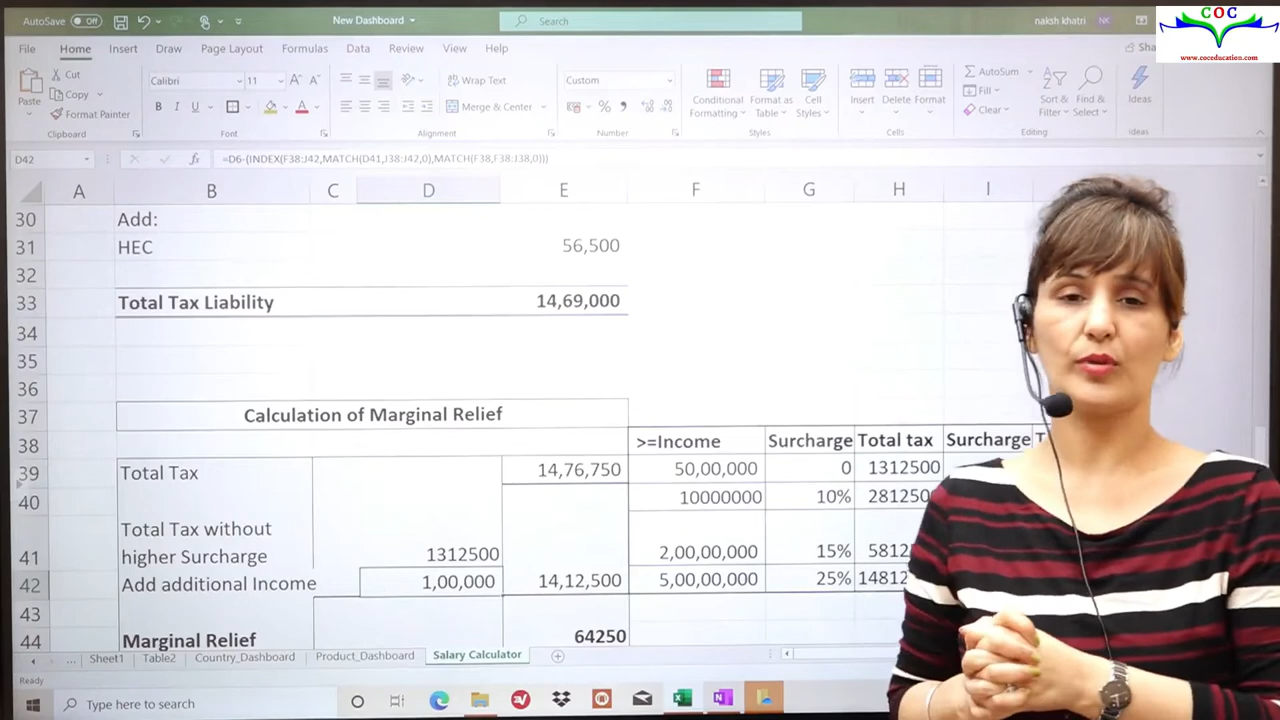 COC
www.coceducation.com
AutoSave Off
New Dashboard
Search
naksh khatri NK
File Home Insert Draw Page Layout Formulas Data Review View Help Sha
Paste
Cut
Copy
Format Painter
Calibri 11
B I U
Wrap Text
Merge & Center
Custom
Conditional Formatting
Format as Table
Cell Styles
Insert Delete Format
AutoSum
Fill
Clear
Sort & Filter
Find & Select
Ideas
Clipboard Font Alignment Number Styles Cells Editing Ideas
D42 fx =D6-(INDEX(F38:J42,MATCH(D41,J38:J42,0),MATCH(F38,F38:J38,0)))
A B C D E F G H I
30 Add:
31 HEC 56,500
32
33 Total Tax Liability 14,69,000
34
35
36
37 Calculation of Marginal Relief
38 >=Income Surcharge Total tax Surcharge T
39 Total Tax 14,76,750 50,00,000 0 1312500
40 10000000 10% 281250
Total Tax without
41 higher Surcharge 1312500 2,00,00,000 15% 5812
42 Add additional Income 1,00,000 14,12,500 5,00,00,000 25% 14812
43
44 Marginal Relief 64250
... Sheet1 Table2 Country_Dashboard Product_Dashboard Salary Calculator
Ready
Type here to search